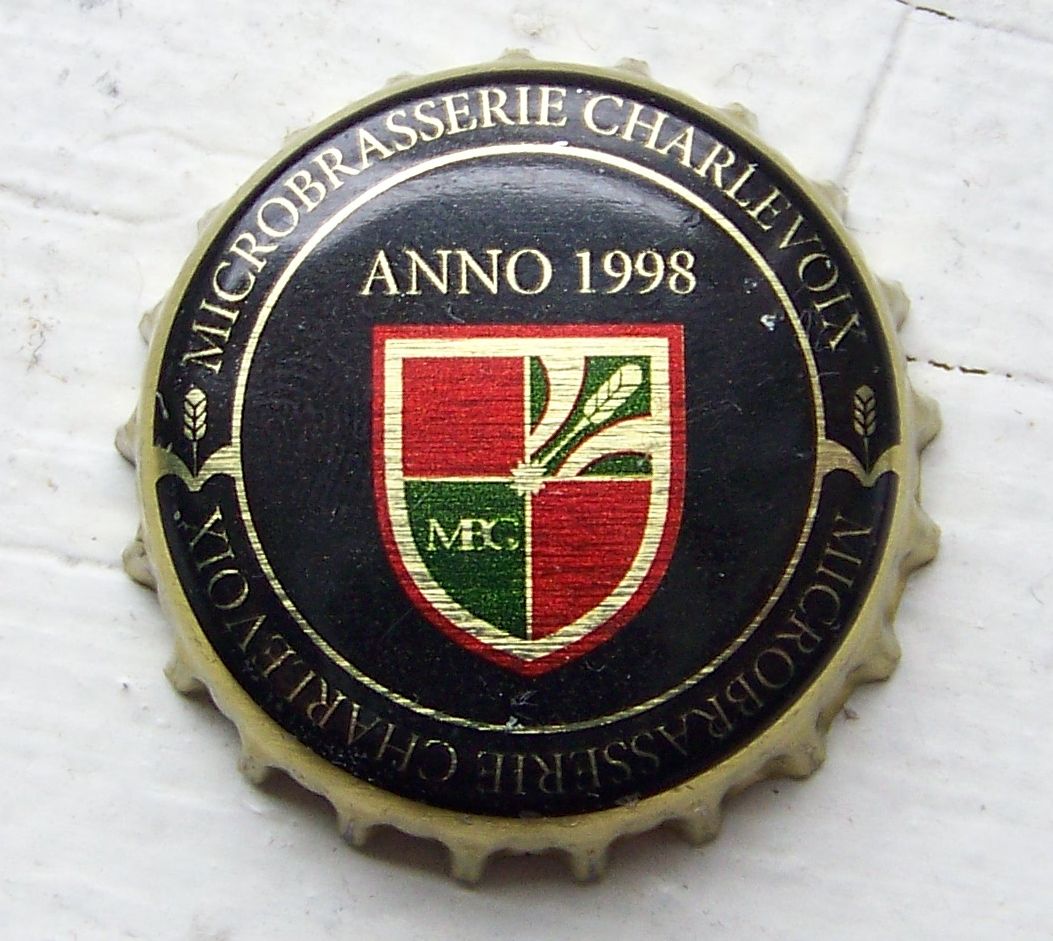 MICROBRASSERIE CHARLEVOIX
ANNO 1998
MBC
MICROBRASSERIE CHARLEVOIX